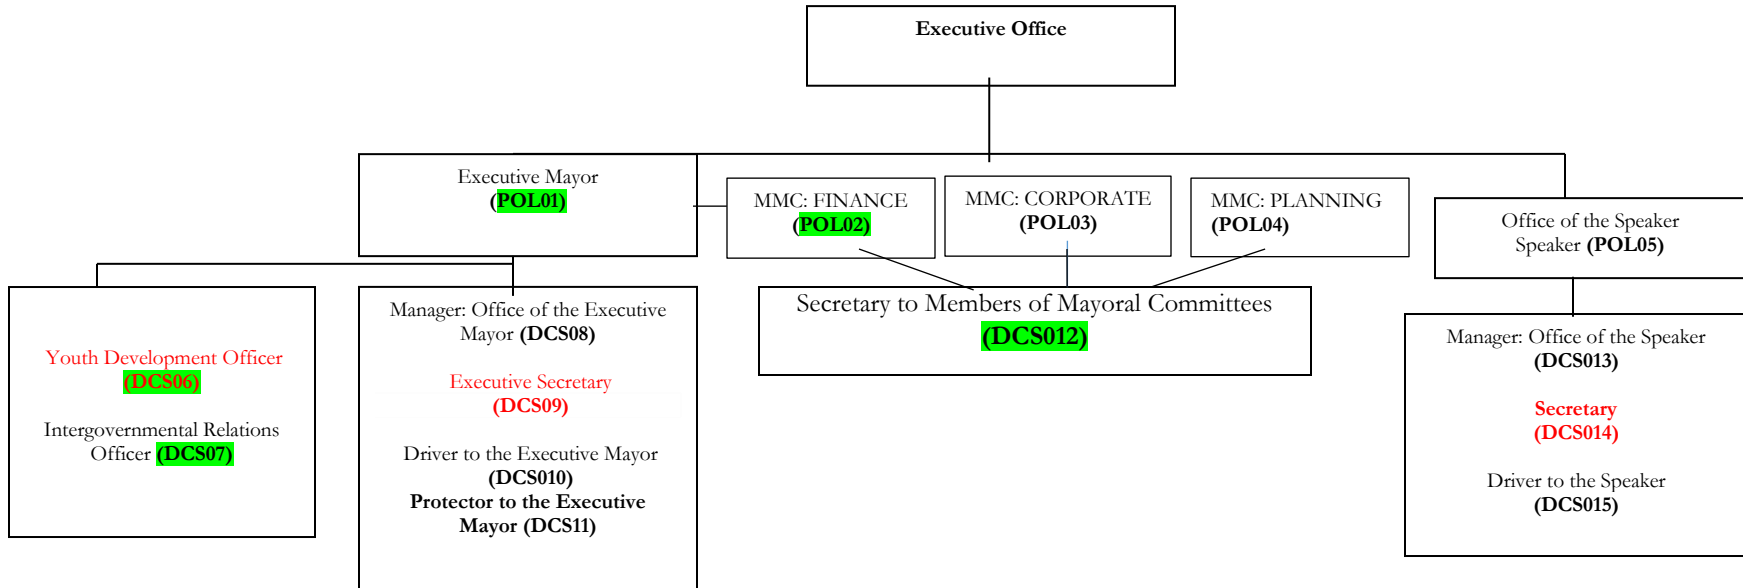 Executive Office
Executive Mayor
(POL01)
MMC: FINANCE
(POL02)
MMC: CORPORATE
(POL03)
MMC: PLANNING
(POL04)
Office of the Speaker
Speaker (POL05)
Youth Development Officer
(DCS06)
Intergovernmental Relations
Officer (DCS07)
Manager: Office of the Executive
Mayor (DCS08)
Executive Secretary
(DCS09)
Driver to the Executive Mayor
(DCS010)
Protector to the Executive
Mayor (DCS11)
Secretary to Members of Mayoral Committees
(DCS012)
Manager: Office of the Speaker
(DCS013)
Secretary
(DCS014)
Driver to the Speaker
(DCS015)